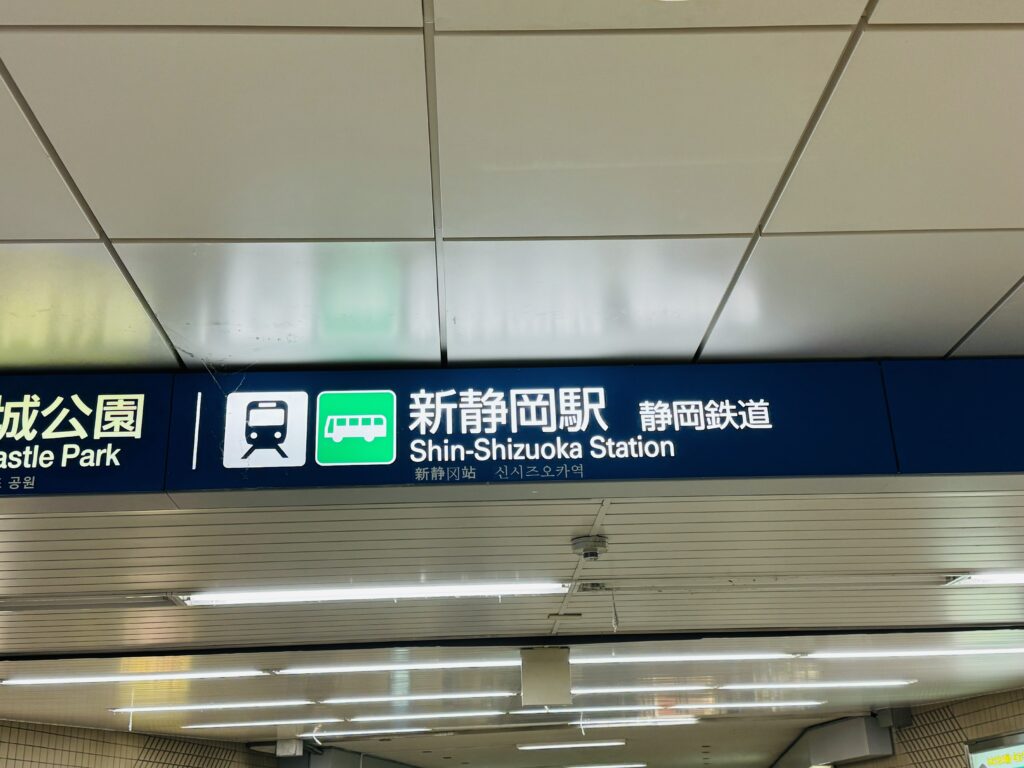 城公園
astle Park
공원
新静岡駅 静岡鉄道
Shin-Shizuoka Station
新静冈站 신시즈오카역